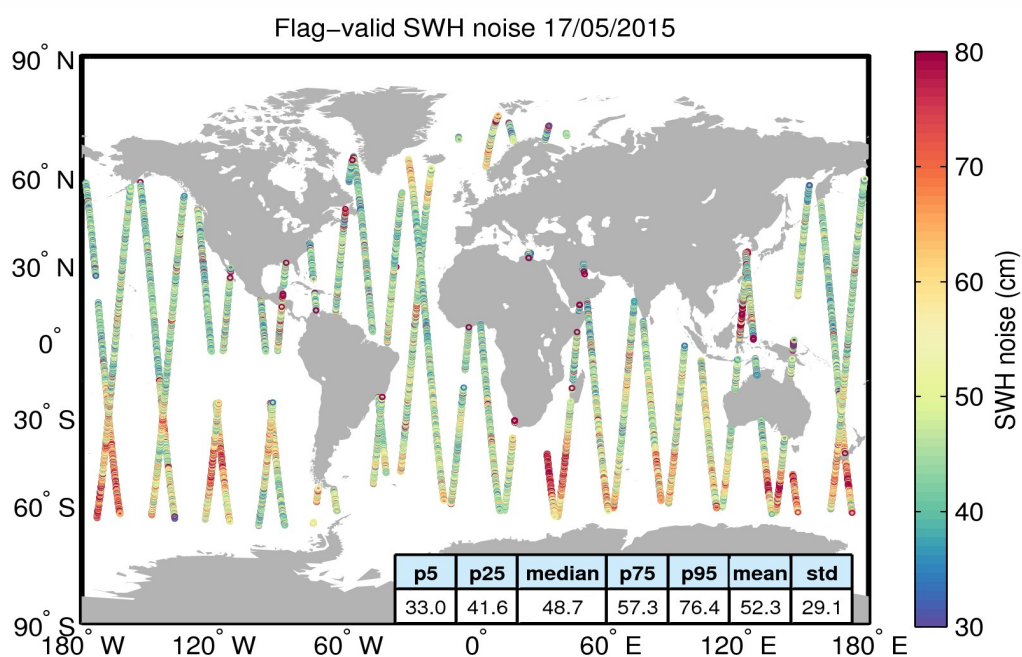 Flag−valid SWH noise 17/05/2015
90° N
60° N
30° N
0°
30° S
60° S
90° S
180° W
120° W
60° W
0°
60° E
120° E
180° E
80
70
60
50
40
30
SWH noise (cm)
p5 p25 median p75 p95 mean std
33.0 41.6 48.7 57.3 76.4 52.3 29.1